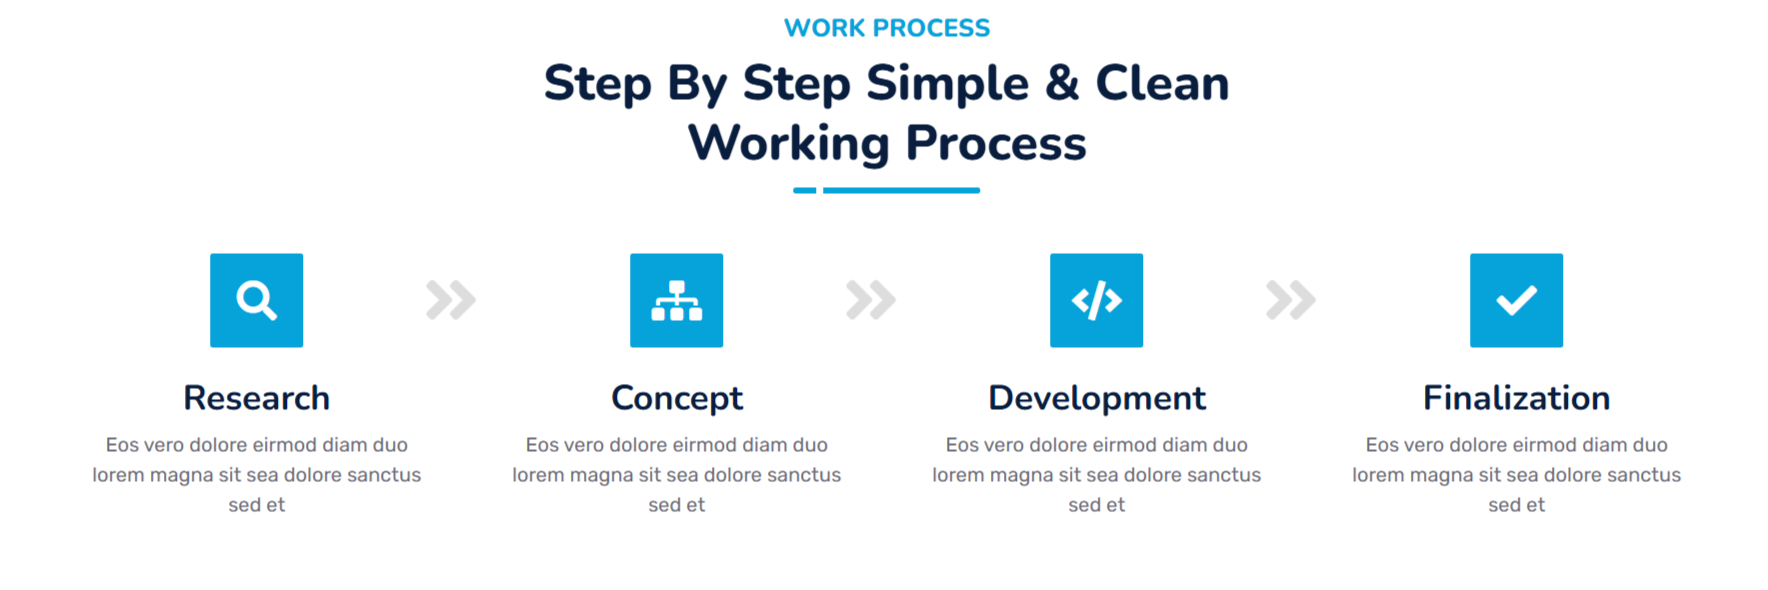 WORK PROCESS
Step By Step Simple & Clean
Working Process
Research
Eos vero dolore eirmod diam duo
lorem magna sit sea dolore sanctus
sed et
Concept
Eos vero dolore eirmod diam duo
lorem magna sit sea dolore sanctus
sed et
Development
Eos vero dolore eirmod diam duo
lorem magna sit sea dolore sanctus
sed et
Finalization
Eos vero dolore eirmod diam duo
lorem magna sit sea dolore sanctus
sed et